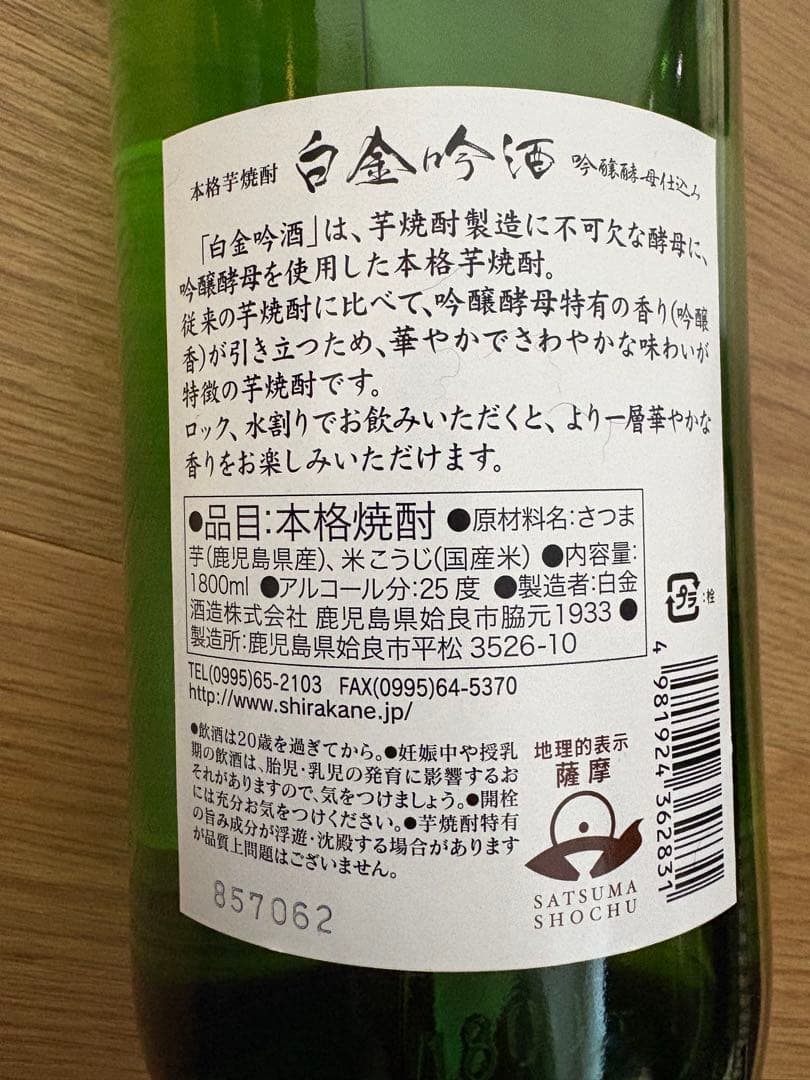 本格芋焼酎 白金吟酒 吟醸酵母仕込み
「白金吟酒」は、芋焼酎製造に不可欠な酵母に、
吟醸酵母を使用した本格芋焼酎。
従来の芋焼酎に比べて、吟醸酵母特有の香り(吟醸
香)が引き立つため、華やかでさわやかな味わいが
特徴の芋焼酎です。
ロック、水割りでお飲みいただくと、より一層華やかな
香りをお楽しみいただけます。
●品目:本格焼酎 ●原材料名:さつま
芋(鹿児島県産)、米こうじ(国産米) ●内容量:
1800ml ●アルコール分:25度 ●製造者:白金
酒造株式会社 鹿児島県姶良市脇元1933 ●
製造所:鹿児島県姶良市平松 3526-10
プラ:栓
TEL(0995)65-2103 FAX(0995)64-5370
http://www.shirakane.jp/
●飲酒は20歳を過ぎてから。●妊娠中や授乳
期の飲酒は、胎児・乳児の発育に影響するお
それがありますので、気をつけましょう。●開栓
には充分お気をつけください。●芋焼酎特有
の旨み成分が浮遊・沈殿する場合があります
が品質上問題はございません。
地理的表示
薩摩
SATSUMA
SHOCHU
4 981924 362831
857062
180